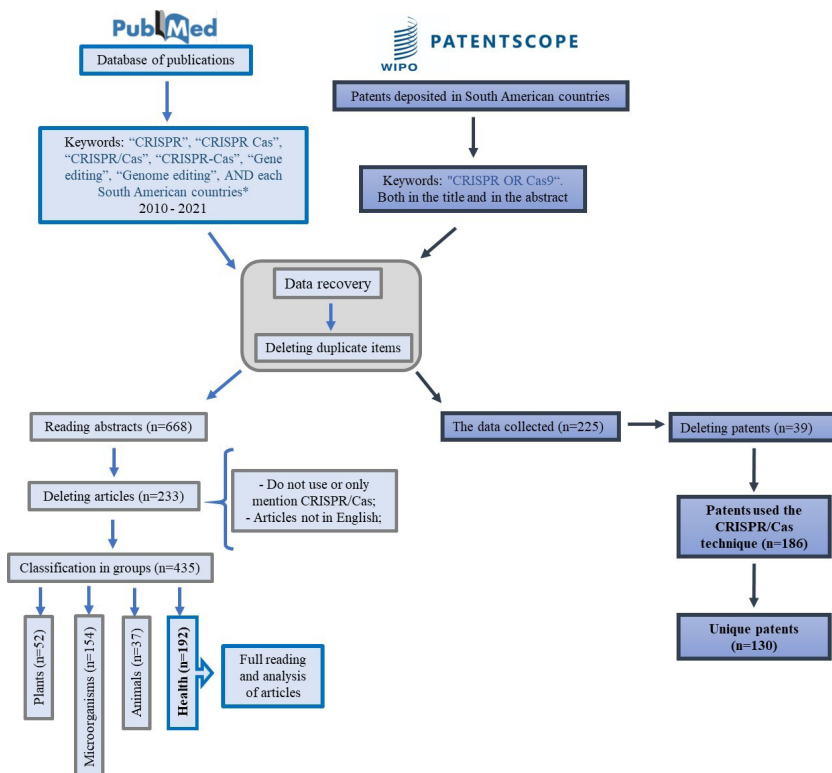 PubMed
Database of publications
Keywords: “CRISPR”, “CRISPR Cas”,
“CRISPR/Cas”, “CRISPR-Cas”, “Gene
editing”, “Genome editing”, AND each
South American countries*
2010 - 2021
WIPO
PATENTSCOPE
Patents deposited in South American countries
Keywords: "CRISPR OR Cas9“.
Both in the title and in the abstract
Data recovery
Deleting duplicate items
Reading abstracts (n=668)
Deleting articles (n=233)
- Do not use or only
mention CRISPR/Cas;
- Articles not in English;
Classification in groups (n=435)
Plants (n=52)
Microorganisms (n=154)
Animals (n=37)
Health (n=192)
Full reading
and analysis
of articles
The data collected (n=225)
Deleting patents (n=39)
Patents used the
CRISPR/Cas
technique (n=186)
Unique patents
(n=130)